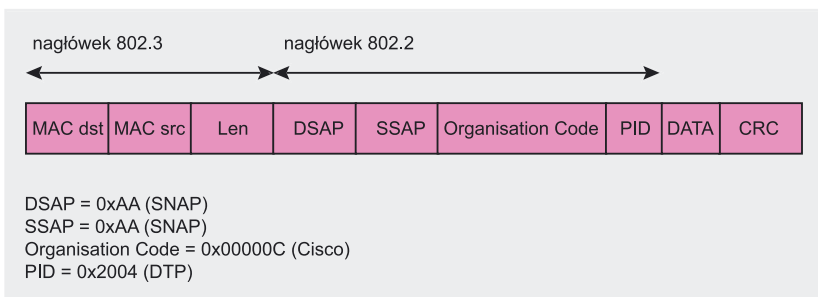 nagłówek 802.3 nagłówek 802.2
MAC dst MAC src Len DSAP SSAP Organisation Code PID DATA CRC
DSAP = 0xAA (SNAP)
SSAP = 0xAA (SNAP)
Organisation Code = 0x00000C (Cisco)
PID = 0x2004 (DTP)